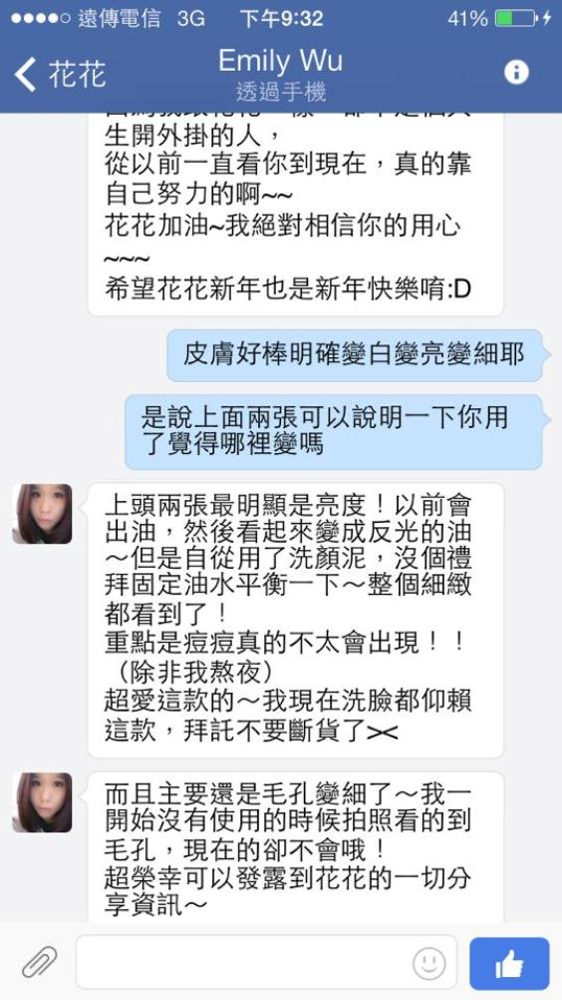 遠傳電信 3G 下午9:32 41%
花花
Emily Wu
透過手機
生開外掛的人，
從以前一直看你到現在，真的靠
自己努力的啊~~
花花加油~我絕對相信你的用心
~~~
希望花花新年也是新年快樂唷:D
皮膚好棒明確變白變亮變細耶
是說上面兩張可以說明一下你用
了覺得哪裡變嗎
上頭兩張最明顯是亮度！以前會
出油，然後看起來變成反光的油
～但是自從用了洗顏泥，沒個禮
拜固定油水平衡一下～整個細緻
都看到了！
重點是痘痘真的不太會出現！！
（除非我熬夜）
超愛這款的～我現在洗臉都仰賴
這款，拜託不要斷貨了><
而且主要還是毛孔變細了～我一
開始沒有使用的時候拍照看的到
毛孔，現在的卻不會哦！
超榮幸可以發露到花花的一切分
享資訊～